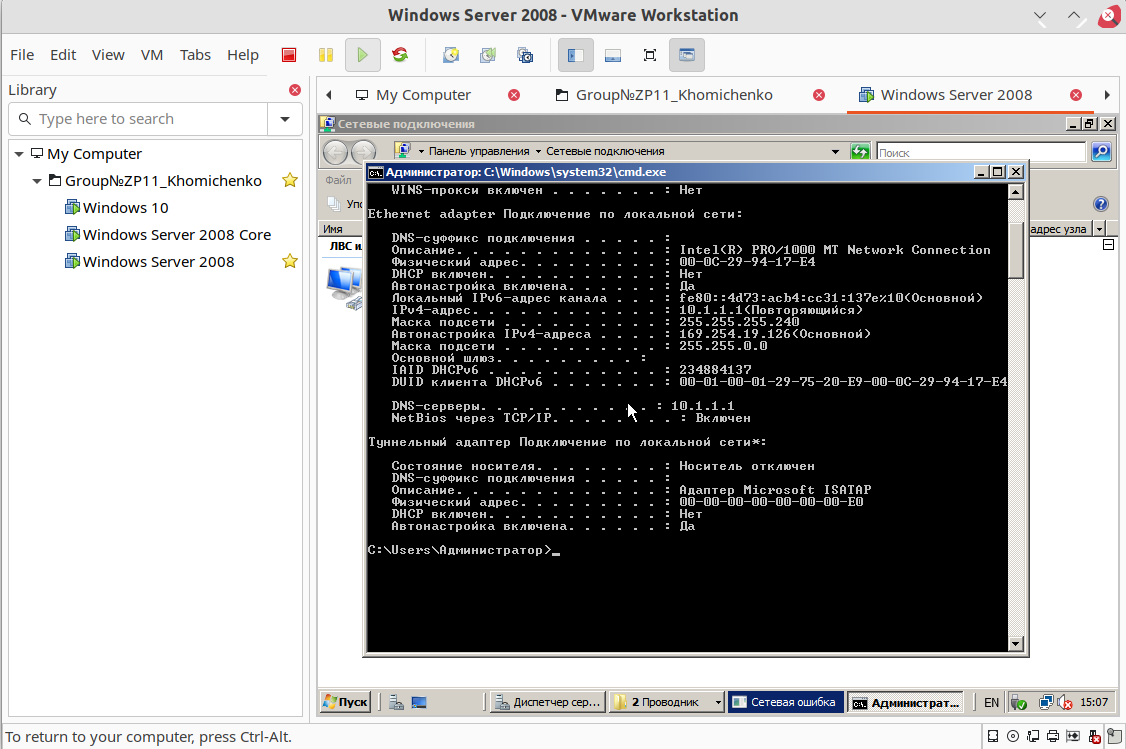 Windows Server 2008 - VMware Workstation
File Edit View VM Tabs Help
Library
Type here to search
My Computer
Group№ZP11_Khomichenko
Windows 10
Windows Server 2008 Core
Windows Server 2008
My Computer
Group№ZP11_Khomichenko
Windows Server 2008
Сетевые подключения
Панель управления Сетевые подключения
Поиск
Файл
Упо
Имя
адрес узла
ЛВС и
Администратор: C:\Windows\system32\cmd.exe
WINS-прокси включен . . . . . . . : Нет
Ethernet adapter Подключение по локальной сети:
DNS-суффикс подключения . . . . . :
Описание. . . . . . . . . . . . . : Intel(R) PRO/1000 MT Network Connection
Физический адрес. . . . . . . . . : 00-0C-29-94-17-E4
DHCP включен. . . . . . . . . . . : Нет
Автонастройка включена. . . . . . : Да
Локальный IPv6-адрес канала . . . : fe80::4d73:acb4:cc31:137e%10(Основной)
IPv4-адрес. . . . . . . . . . . . : 10.1.1.1(Повторяющийся)
Маска подсети . . . . . . . . . . : 255.255.255.240
Автонастройка IPv4-адреса . . . . : 169.254.19.126(Основной)
Маска подсети . . . . . . . . . . : 255.255.0.0
Основной шлюз. . . . . . . . . :
IAID DHCPv6 . . . . . . . . . . . : 234884137
DUID клиента DHCPv6 . . . . . . . : 00-01-00-01-29-75-20-E9-00-0C-29-94-17-E4
DNS-серверы. . . . . . . . . . . : 10.1.1.1
NetBios через TCP/IP. . . . . . . . : Включен
Туннельный адаптер Подключение по локальной сети*:
Состояние носителя. . . . . . . . : Носитель отключен
DNS-суффикс подключения . . . . . :
Описание. . . . . . . . . . . . . : Адаптер Microsoft ISATAP
Физический адрес. . . . . . . . . : 00-00-00-00-00-00-00-E0
DHCP включен. . . . . . . . . . . : Нет
Автонастройка включена. . . . . . : Да
C:\Users\Администратор>_
Пуск
Диспетчер сер...
2 Проводник
Сетевая ошибка
Администрат...
EN
15:07
To return to your computer, press Ctrl-Alt.